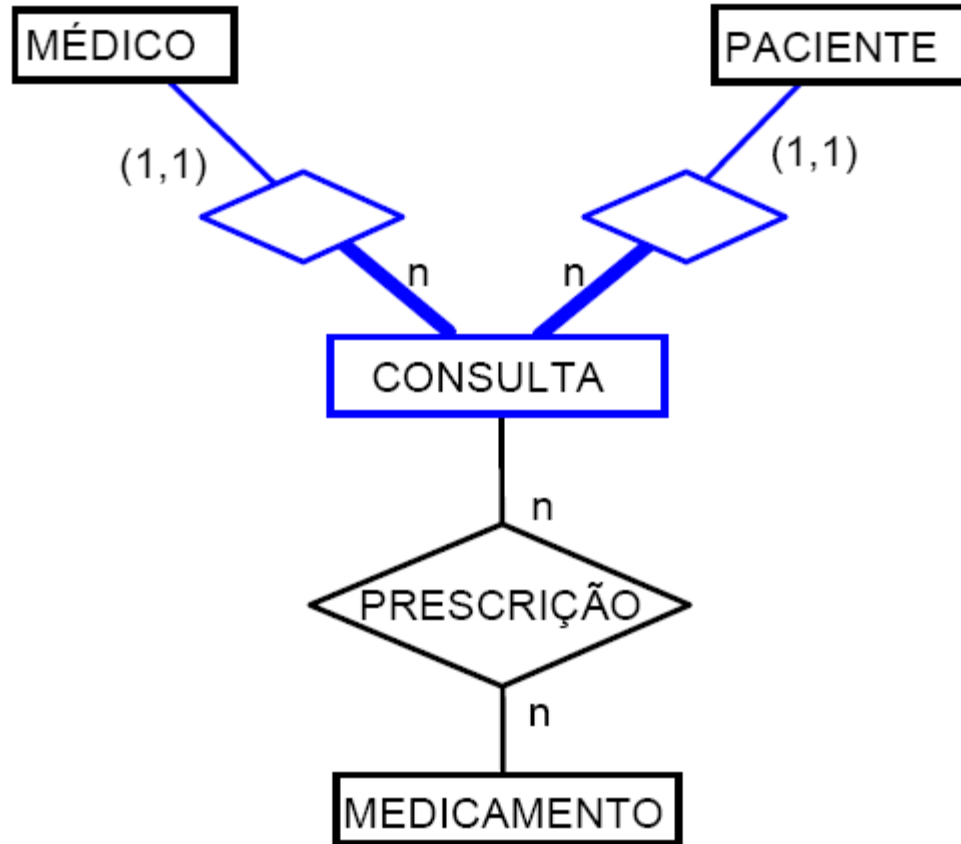 MÉDICO
PACIENTE
(1,1)
(1,1)
n
n
CONSULTA
n
PRESCRIÇÃO
n
MEDICAMENTO